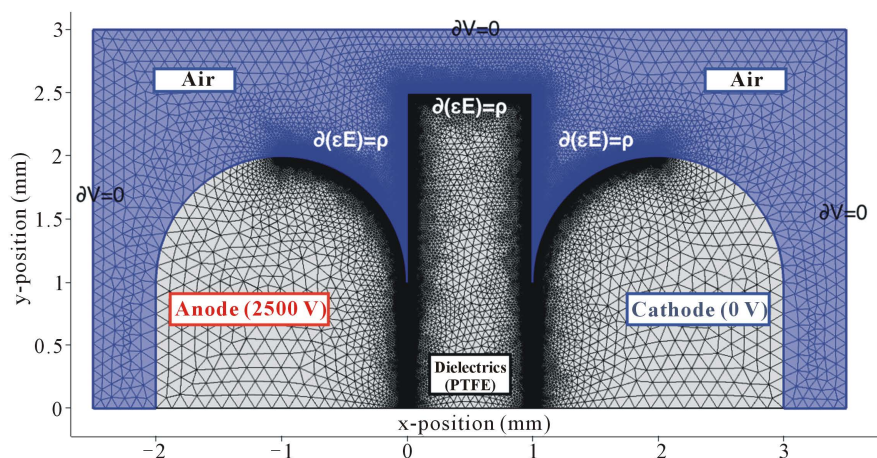 ∂V=0
3
Air
Air
2.5
∂(εE)=ρ
∂(εE)=ρ
∂(εE)=ρ
2
∂V=0
∂V=0
1.5
y-position (mm)
1
Anode (2500 V)
Cathode (0 V)
0.5
Dielectrics
(PTFE)
0
x-position (mm)
−2
−1
0
1
2
3